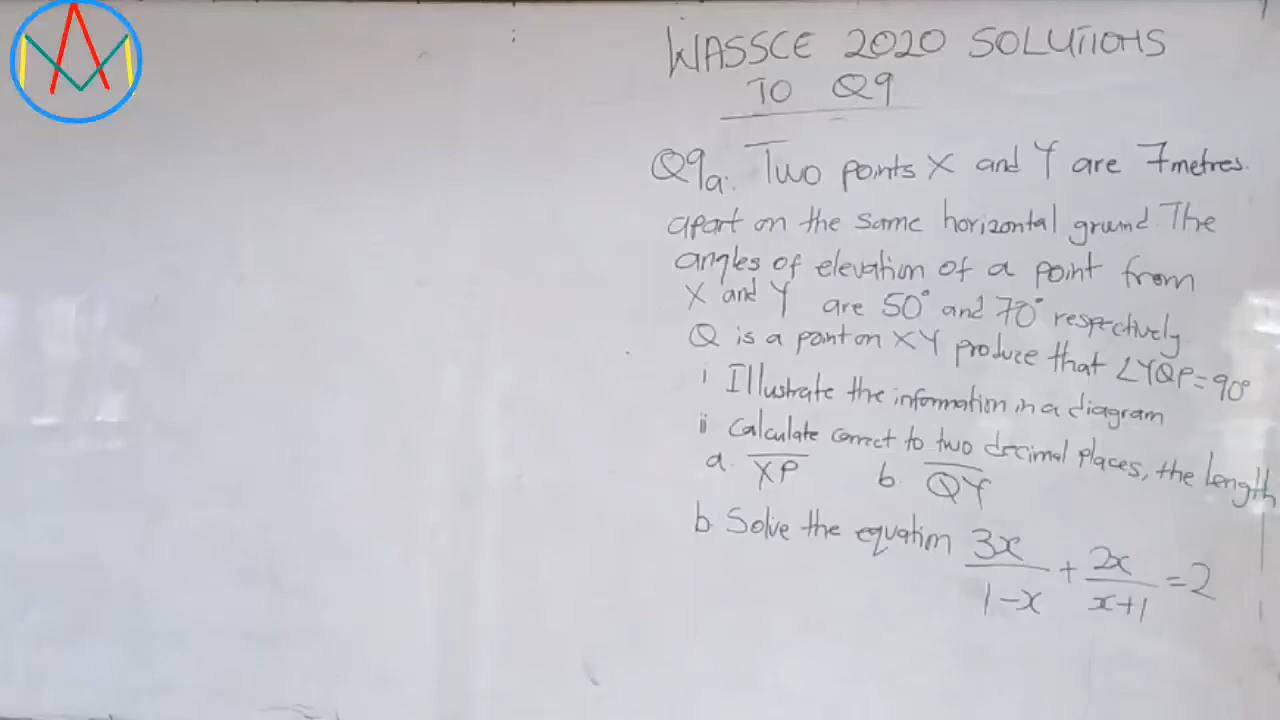 WASSCE 2020 SOLUTIONS
TO Q9
Q9a. Two points X and Y are 7metres.
apart on the same horizontal ground. The
angles of elevation of a point from
X and Y are 50° and 70° respectively.
Q is a point on XY produce that ∠YQP=90°
i Illustrate the information in a diagram
ii Calculate correct to two decimal places, the length
a. X̅P̅ b. Q̅Y̅
b. Solve the equation 3x/(1-x) + 2x/(x+1) = 2